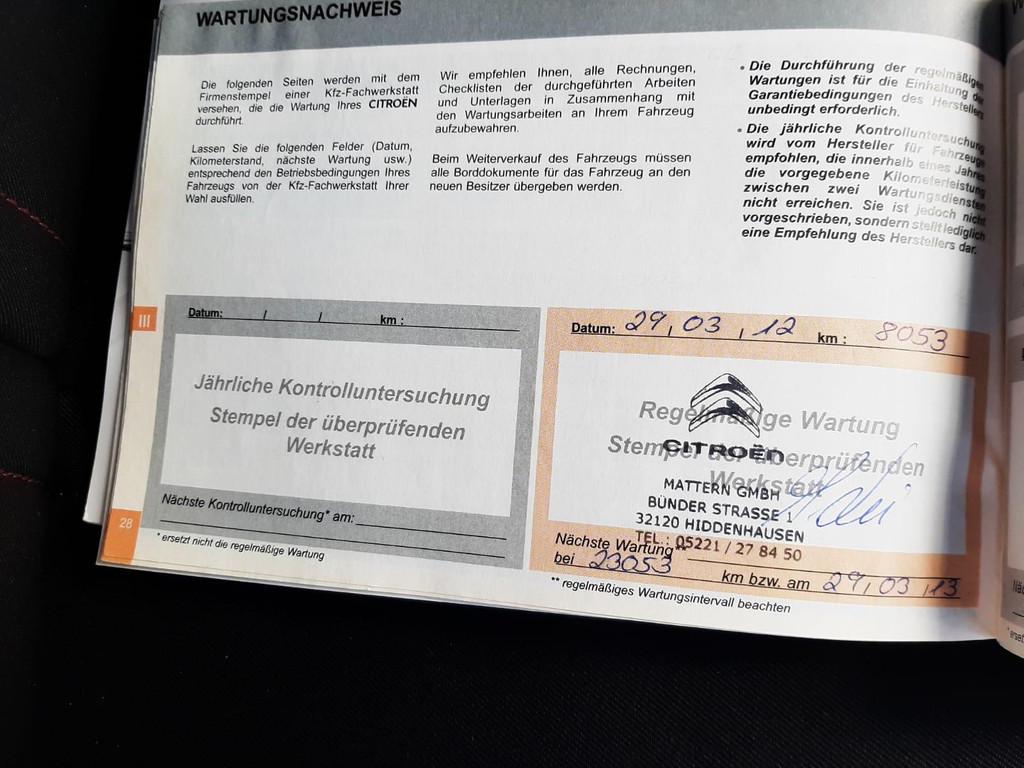 WARTUNGSNACHWEIS
Die folgenden Seiten werden mit dem
Firmenstempel einer Kfz-Fachwerkstatt
versehen, die die Wartung Ihres CITROËN
durchführt.
Lassen Sie die folgenden Felder (Datum,
Kilometerstand, nächste Wartung usw.)
entsprechend den Betriebsbedingungen Ihres
Fahrzeugs von der Kfz-Fachwerkstatt Ihrer
Wahl ausfüllen.
Wir empfehlen Ihnen, alle Rechnungen,
Checklisten der durchgeführten Arbeiten
und Unterlagen in Zusammenhang mit
den Wartungsarbeiten an Ihrem Fahrzeug
aufzubewahren.
Beim Weiterverkauf des Fahrzeugs müssen
alle Borddokumente für das Fahrzeug an den
neuen Besitzer übergeben werden.
• Die Durchführung der regelmäßigen
Wartungen ist für die Einhaltung der
Garantiebedingungen des Herstellers
unbedingt erforderlich.
• Die jährliche Kontrolluntersuchung
wird vom Hersteller für Fahrzeuge
empfohlen, die innerhalb eines Jahres
die vorgegebene Kilometerleistung
zwischen zwei Wartungsdiensten
nicht erreichen. Sie ist jedoch nicht
vorgeschrieben, sondern stellt lediglich
eine Empfehlung des Herstellers dar.
III
Datum: / / km :
Jährliche Kontrolluntersuchung
Stempel der überprüfenden
Werkstatt
Nächste Kontrolluntersuchung* am:
* ersetzt nicht die regelmäßige Wartung
28
Datum: 29, 03, 12 km : 8053
Regelmäßige Wartung
Stempel der überprüfenden
Werkstatt
CITROËN
MATTERN GMBH
BÜNDER STRASSE 1
32120 HIDDENHAUSEN
TEL.: 05221 / 27 84 50
Nächste Wartung**
bei 23053 km bzw. am 29, 03, 13
** regelmäßiges Wartungsintervall beachten